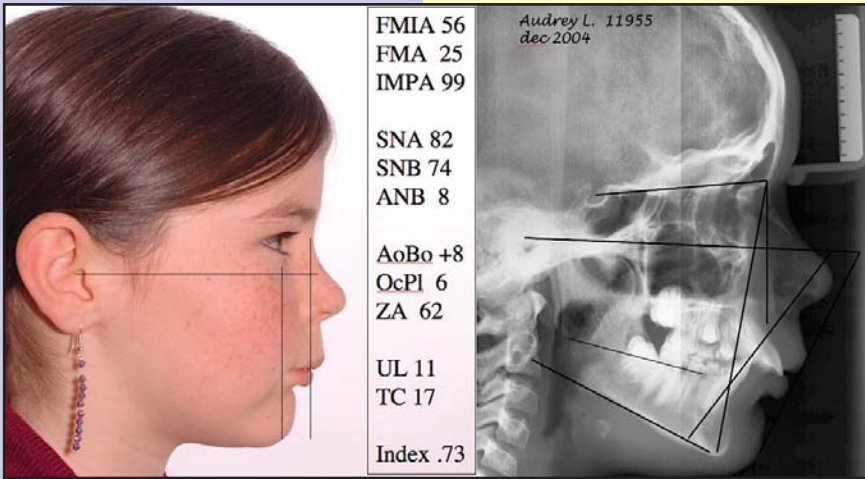 FMIA 56
FMA 25
IMPA 99
SNA 82
SNB 74
ANB 8
AoBo +8
OcPl 6
ZA 62
UL 11
TC 17
Index .73
Audrey L. 11955
dec 2004